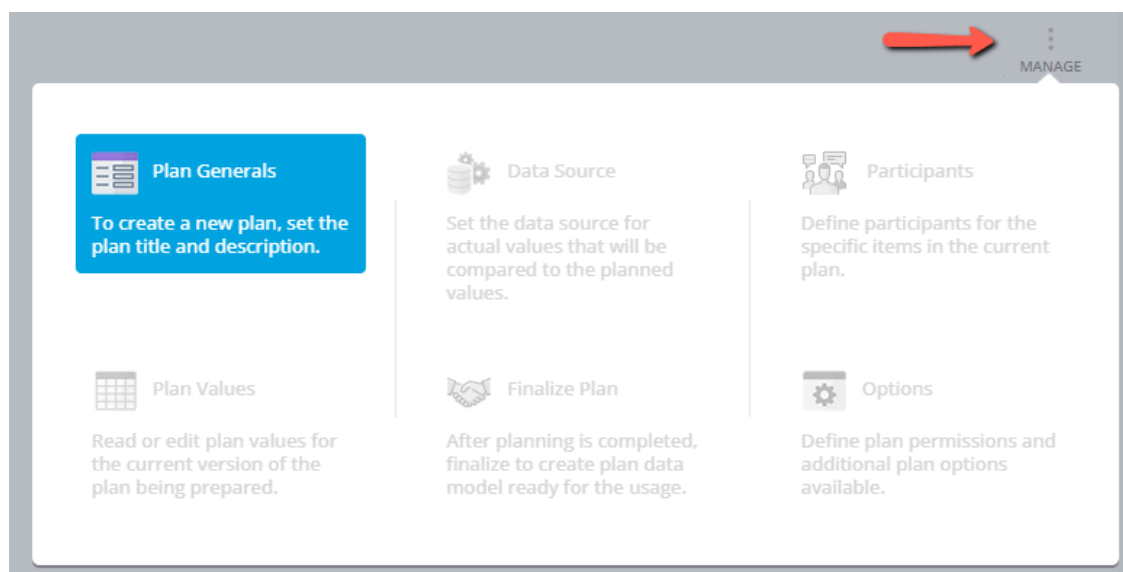 MANAGE
Plan Generals
To create a new plan, set the
plan title and description.
Data Source
Set the data source for
actual values that will be
compared to the planned
values.
Participants
Define participants for the
specific items in the current
plan.
Plan Values
Read or edit plan values for
the current version of the
plan being prepared.
Finalize Plan
After planning is completed,
finalize to create plan data
model ready for the usage.
Options
Define plan permissions and
additional plan options
available.